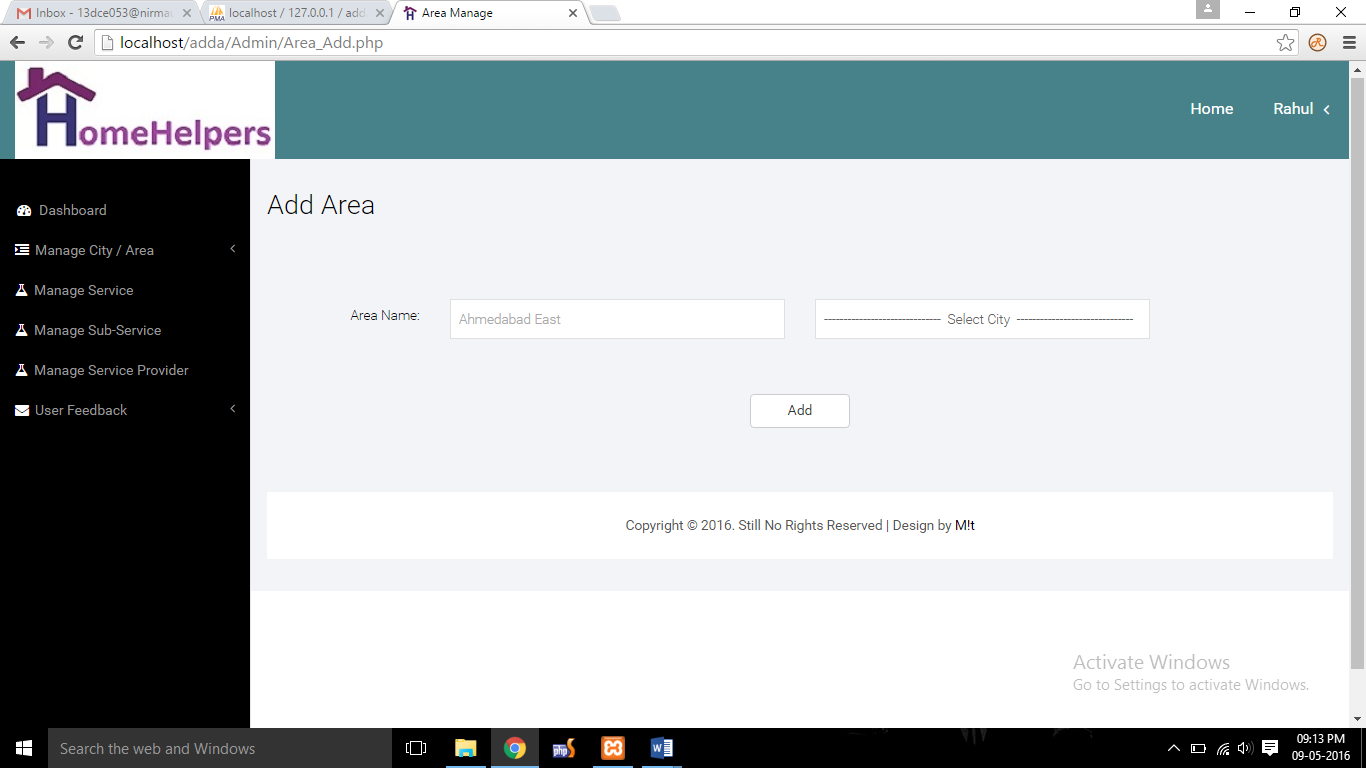 Inbox - 13dce053@nirma
localhost / 127.0.0.1 / add
Area Manage
localhost/adda/Admin/Area_Add.php
HomeHelpers
Home
Rahul
Dashboard
Manage City / Area
Manage Service
Manage Sub-Service
Manage Service Provider
User Feedback
Add Area
Area Name:
Ahmedabad East
------------------------------ Select City ------------------------------
Add
Copyright © 2016. Still No Rights Reserved | Design by M!t
Activate Windows
Go to Settings to activate Windows.
Search the web and Windows
09:13 PM
09-05-2016